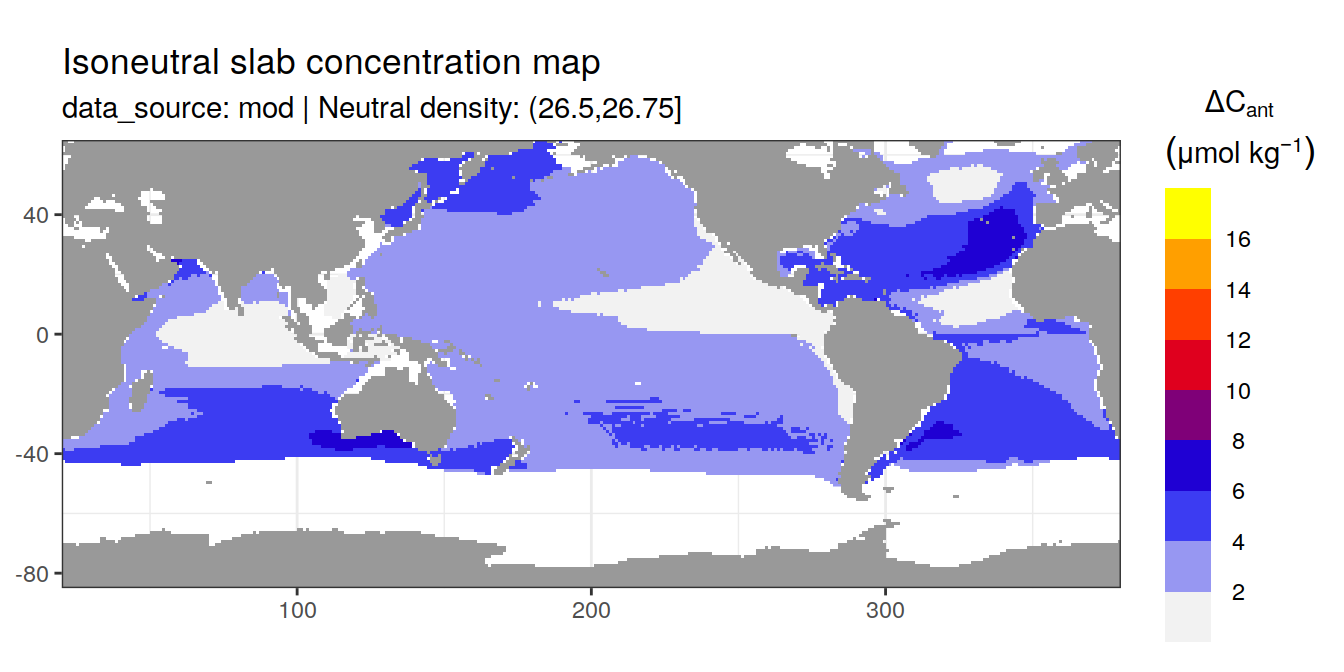 Isoneutral slab concentration map
data_source: mod | Neutral density: (26.5,26.75]
ΔCant
(μmol kg⁻¹)
16
14
12
10
8
6
4
2
40
0
-40
-80
100 200 300